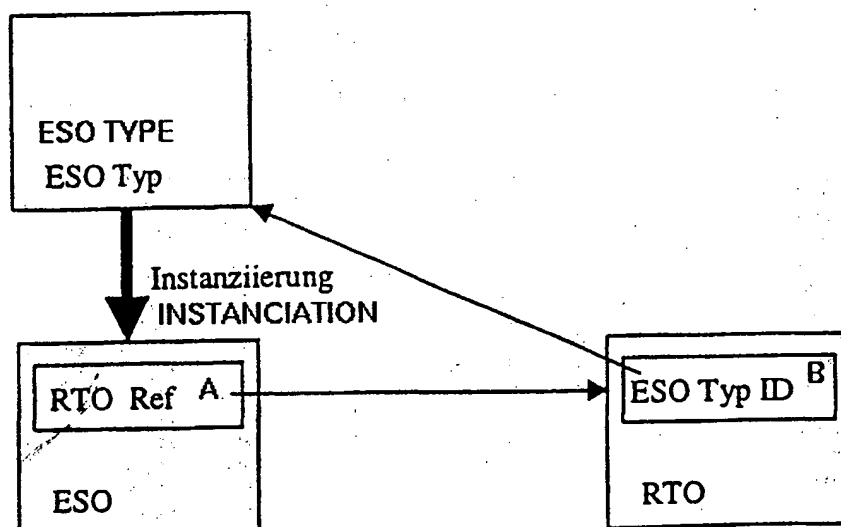 ESO TYPE
ESO Typ
Instanziierung
INSTANCIATION
RTO Ref A
ESO Typ ID B
ESO
RTO